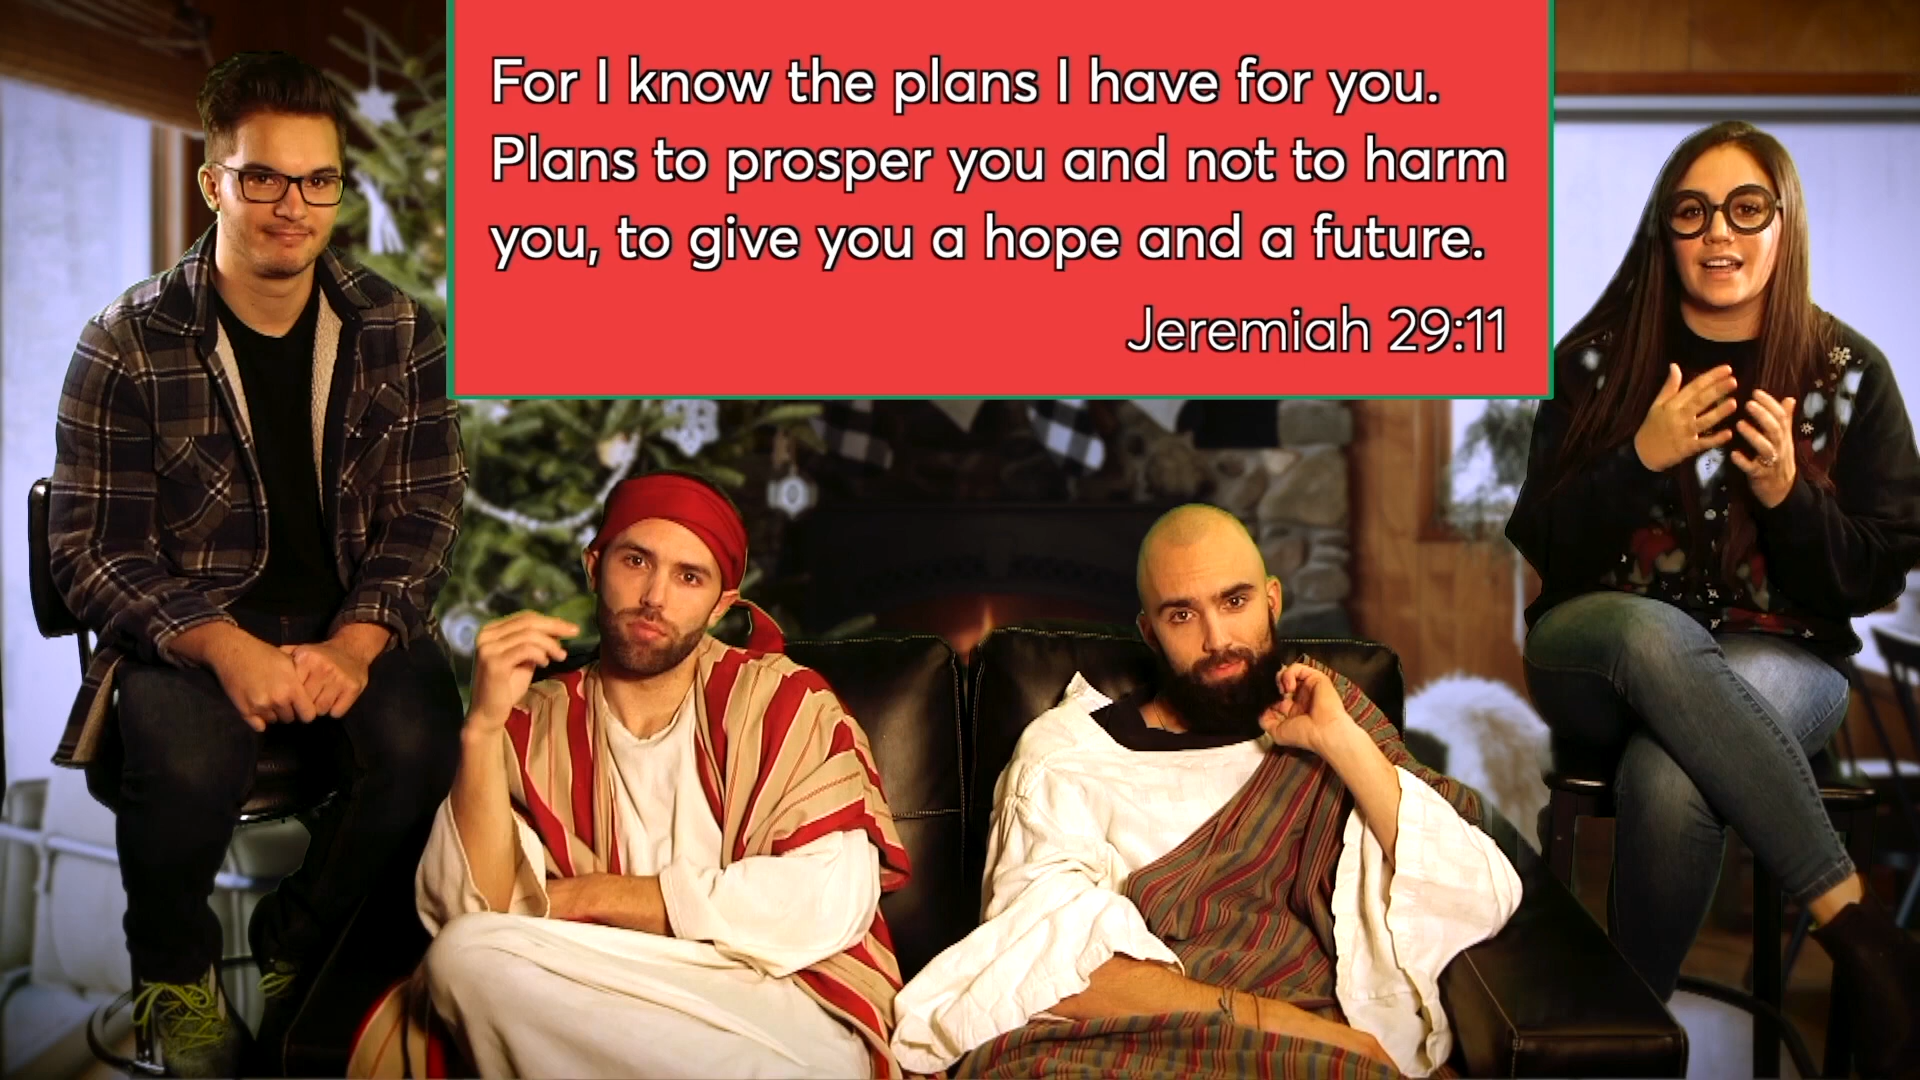 For I know the plans I have for you.
Plans to prosper you and not to harm
you, to give you a hope and a future.
Jeremiah 29:11